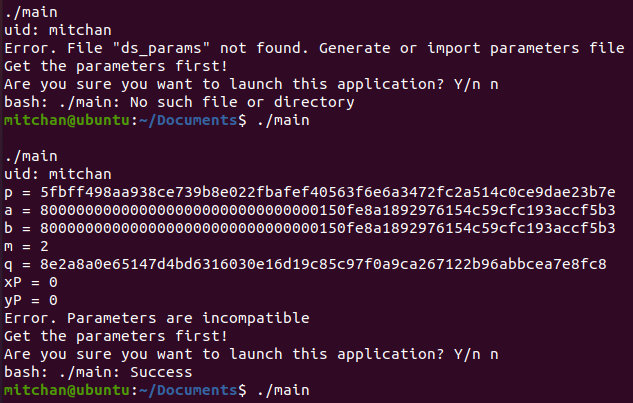 ./main
uid: mitchan
Error. File "ds_params" not found. Generate or import parameters file
Get the parameters first!
Are you sure you want to launch this application? Y/n n
bash: ./main: No such file or directory
mitchan@ubuntu:~/Documents$ ./main
./main
uid: mitchan
p = 5fbff498aa938ce739b8e022fbafef40563f6e6a3472fc2a514c0ce9dae23b7e
a = 8000000000000000000000000000000150fe8a1892976154c59cfc193accf5b3
b = 8000000000000000000000000000000150fe8a1892976154c59cfc193accf5b3
m = 2
q = 8e2a8a0e65147d4bd6316030e16d19c85c97f0a9ca267122b96abbcea7e8fc8
xP = 0
yP = 0
Error. Parameters are incompatible
Get the parameters first!
Are you sure you want to launch this application? Y/n n
bash: ./main: Success
mitchan@ubuntu:~/Documents$ ./main